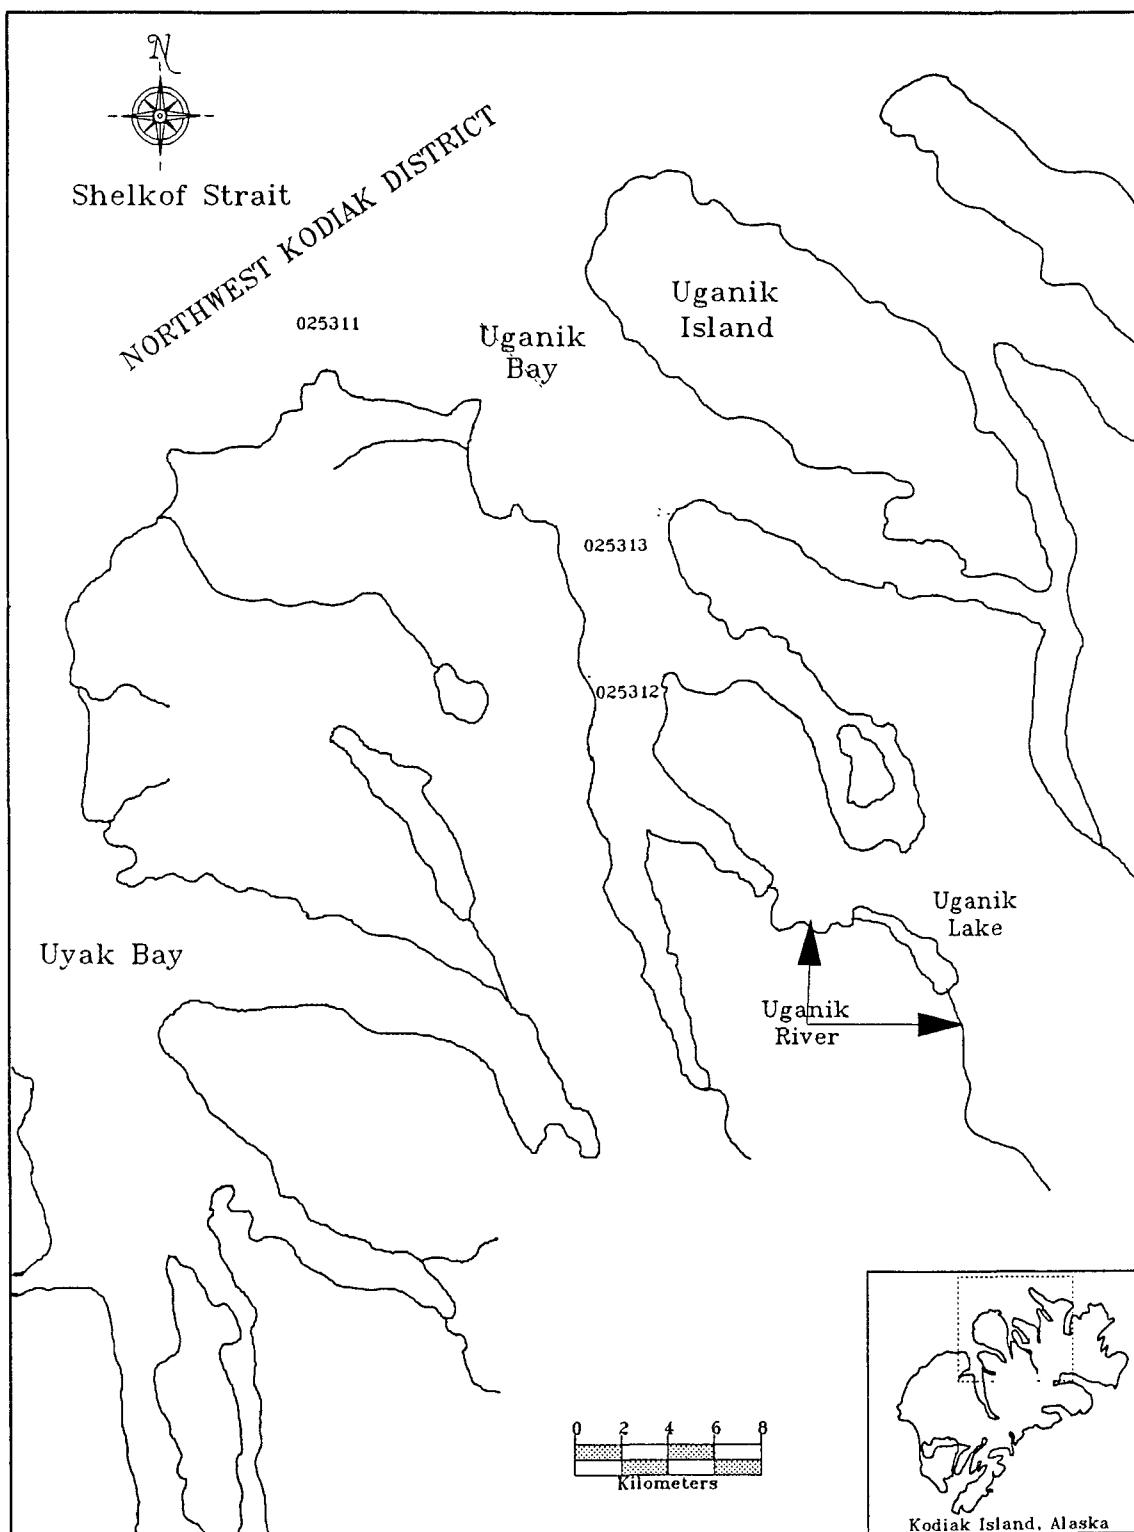 N
Shelkof Strait
NORTHWEST KODIAK DISTRICT
025311
Uganik
Bay
Uganik
Island
025313
025312
Uganik
Lake
Uyak Bay
Uganik
River
0 2 4 6 8
Kilometers
Kodiak Island, Alaska